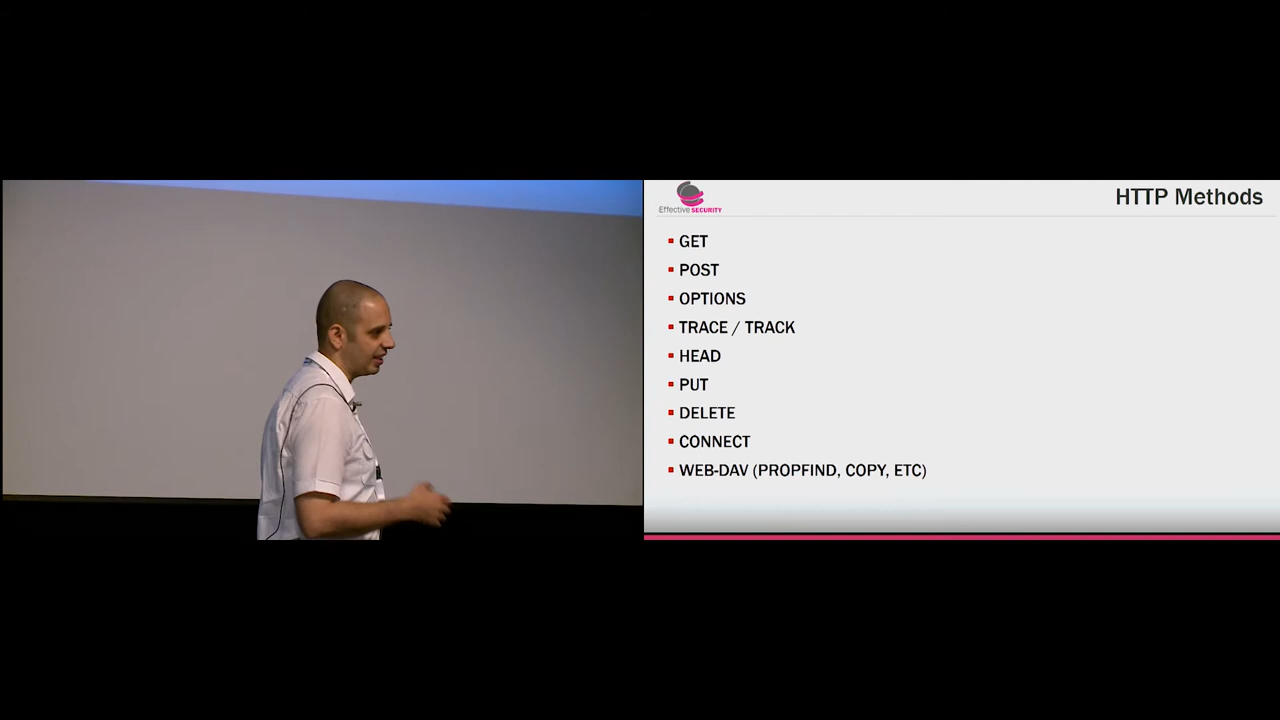 Effective SECURITY
HTTP Methods
GET
POST
OPTIONS
TRACE / TRACK
HEAD
PUT
DELETE
CONNECT
WEB-DAV (PROPFIND, COPY, ETC)